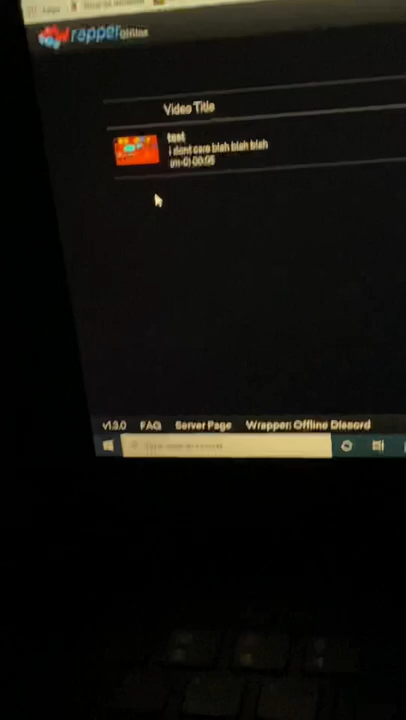 Wrapper Offline
Video Title
test
i dont care blah blah blah
v1.3.0 FAQ Server Page Wrapper: Offline Discord